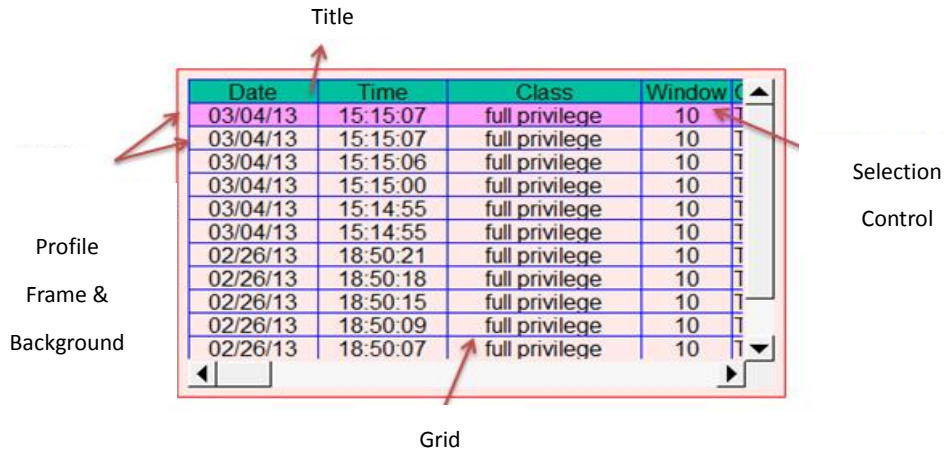 Title
Date Time Class Window
03/04/13 15:15:07 full privilege 10 T
03/04/13 15:15:07 full privilege 10 T
03/04/13 15:15:06 full privilege 10 T
03/04/13 15:15:00 full privilege 10 T
03/04/13 15:14:55 full privilege 10 T
03/04/13 15:14:55 full privilege 10 T
02/26/13 18:50:21 full privilege 10 T
02/26/13 18:50:18 full privilege 10 T
02/26/13 18:50:15 full privilege 10 T
02/26/13 18:50:09 full privilege 10 T
02/26/13 18:50:07 full privilege 10 T
Selection
Control
Profile
Frame &
Background
Grid